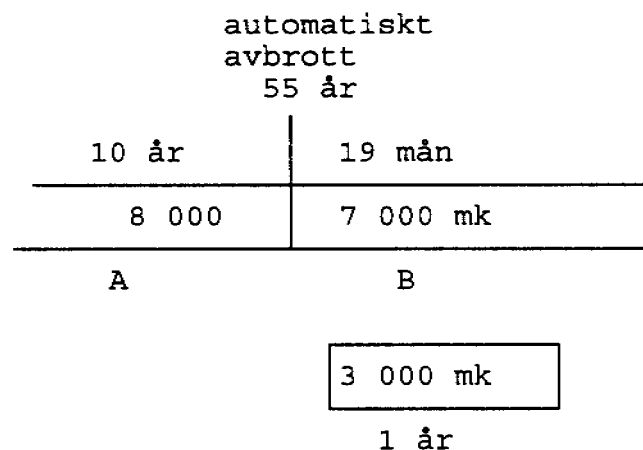 automatiskt
avbrott
55 år
10 år 19 mån
8 000 7 000 mk
A B
3 000 mk
1 år